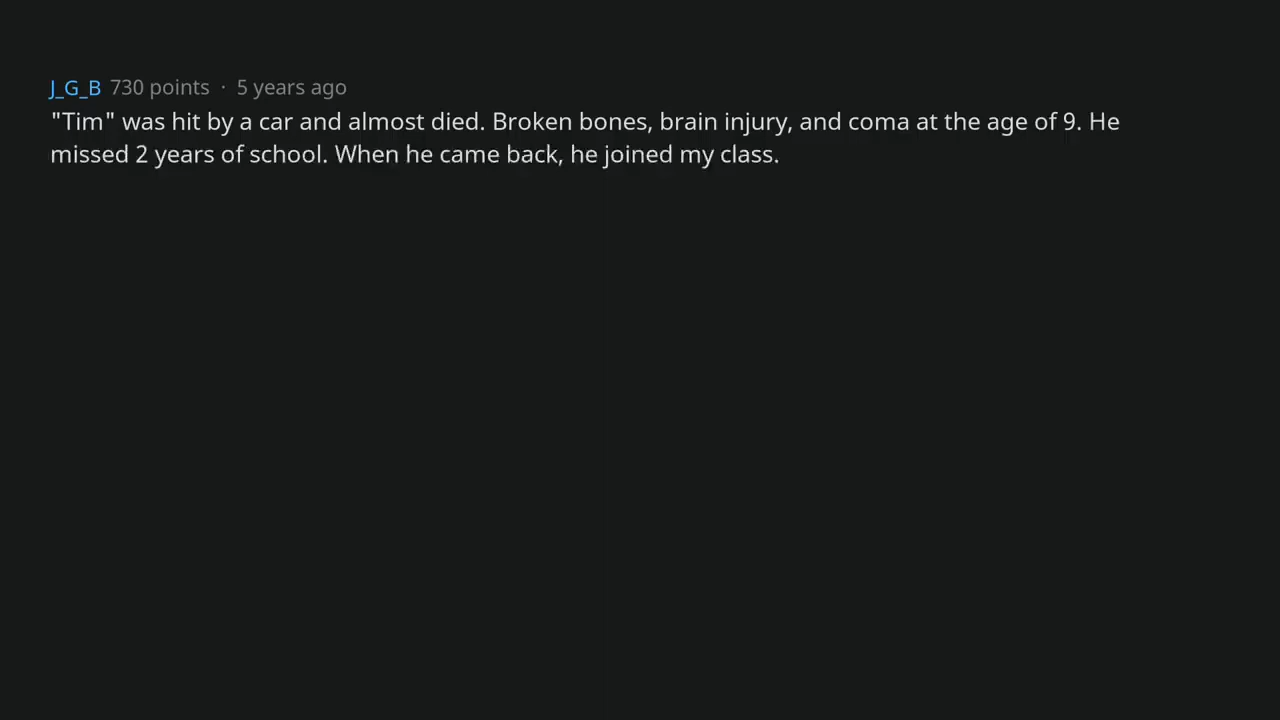 J_G_B 730 points · 5 years ago
"Tim" was hit by a car and almost died. Broken bones, brain injury, and coma at the age of 9. He
missed 2 years of school. When he came back, he joined my class.